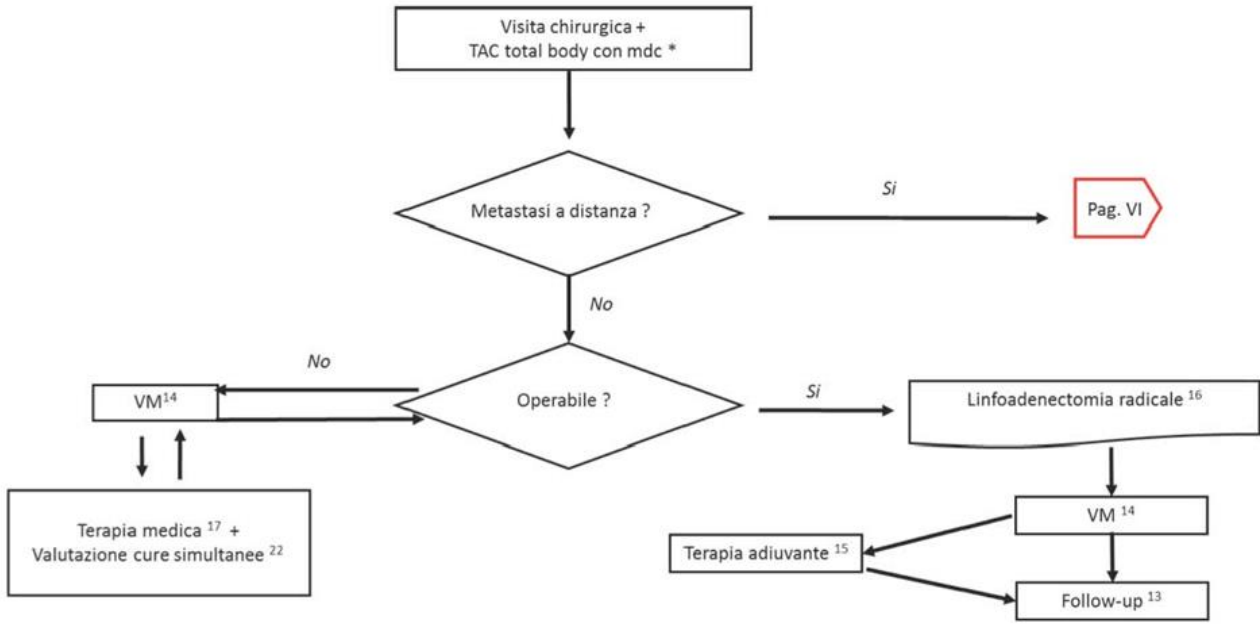 Visita chirurgica +
TAC total body con mdc *
Metastasi a distanza ?
Si
Pag. VI
No
No
Operabile ?
Si
Linfoadenectomia radicale 16
VM14
Terapia medica 17 +
Valutazione cure simultanee 22
VM 14
Terapia adiuvante 15
Follow-up 13